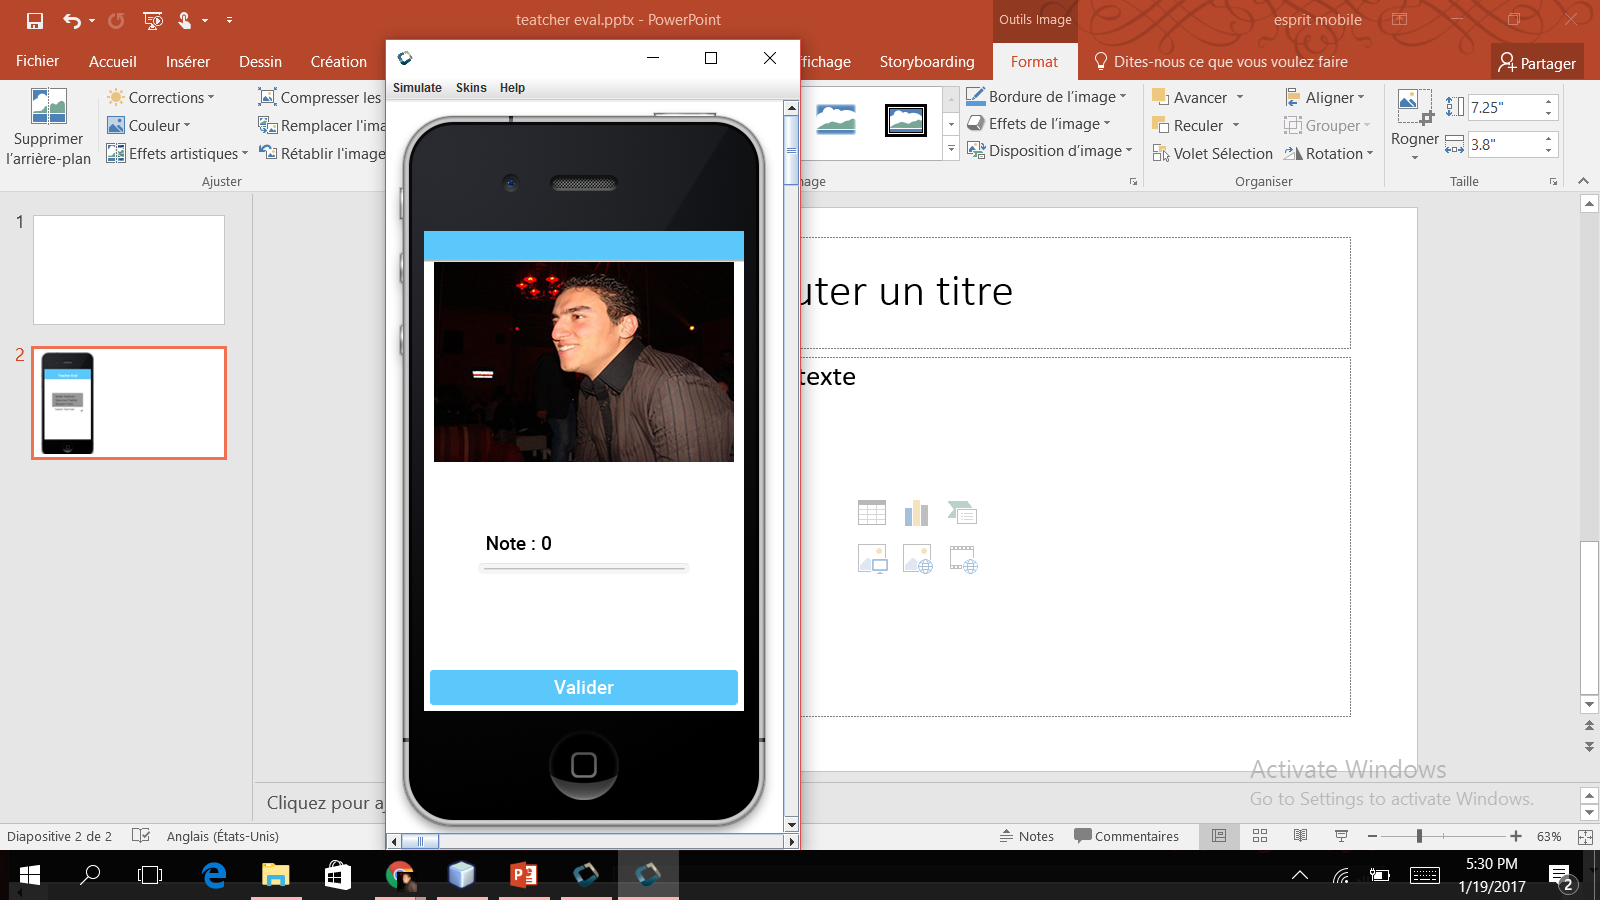 teatcher eval.pptx - PowerPoint
Outils Image
esprit mobile
Fichier
Accueil
Insérer
Dessin
Création
ffichage
Storyboarding
Format
Dites-nous ce que vous voulez faire
Partager
Simulate Skins Help
Supprimer
l'arrière-plan
Corrections
Couleur
Effets artistiques
Compresser les
Remplacer l'ima
Rétablir l'image
Ajuster
Bordure de l'image
Effets de l'image
Disposition d'image
mage
Avancer
Reculer
Volet Sélection
Aligner
Grouper
Rotation
Organiser
Rogner
7.25"
3.8"
Taille
1
2
uter un titre
texte
Note : 0
Valider
Activate Windows
Go to Settings to activate Windows.
Cliquez pour aj
Diapositive 2 de 2
Anglais (États-Unis)
Notes
Commentaires
63%
5:30 PM
1/19/2017
2